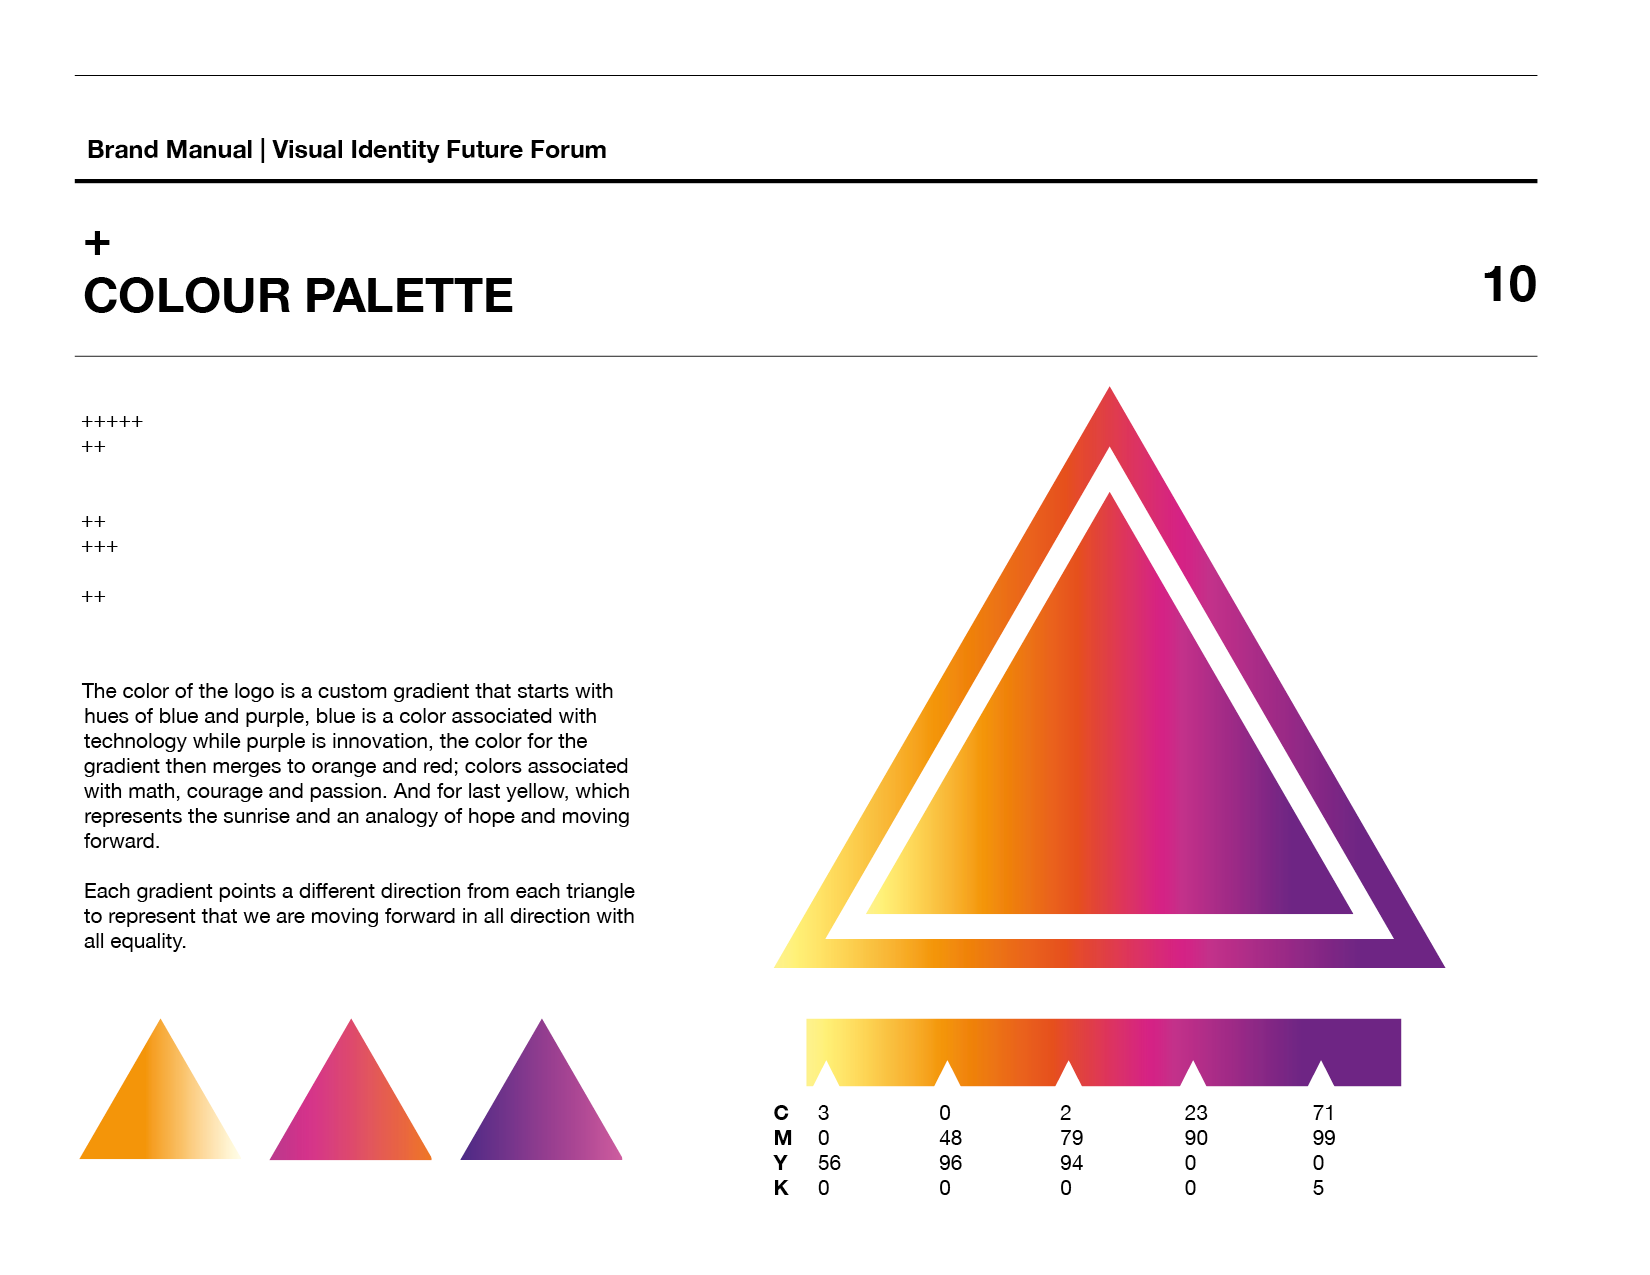 Brand Manual | Visual Identity Future Forum
+
COLOUR PALETTE
10
+++++
++
++
+++
++
The color of the logo is a custom gradient that starts with
hues of blue and purple, blue is a color associated with
technology while purple is innovation, the color for the
gradient then merges to orange and red; colors associated
with math, courage and passion. And for last yellow, which
represents the sunrise and an analogy of hope and moving
forward.
Each gradient points a different direction from each triangle
to represent that we are moving forward in all direction with
all equality.
C 3 0 2 23 71
M 0 48 79 90 99
Y 56 96 94 0 0
K 0 0 0 0 5